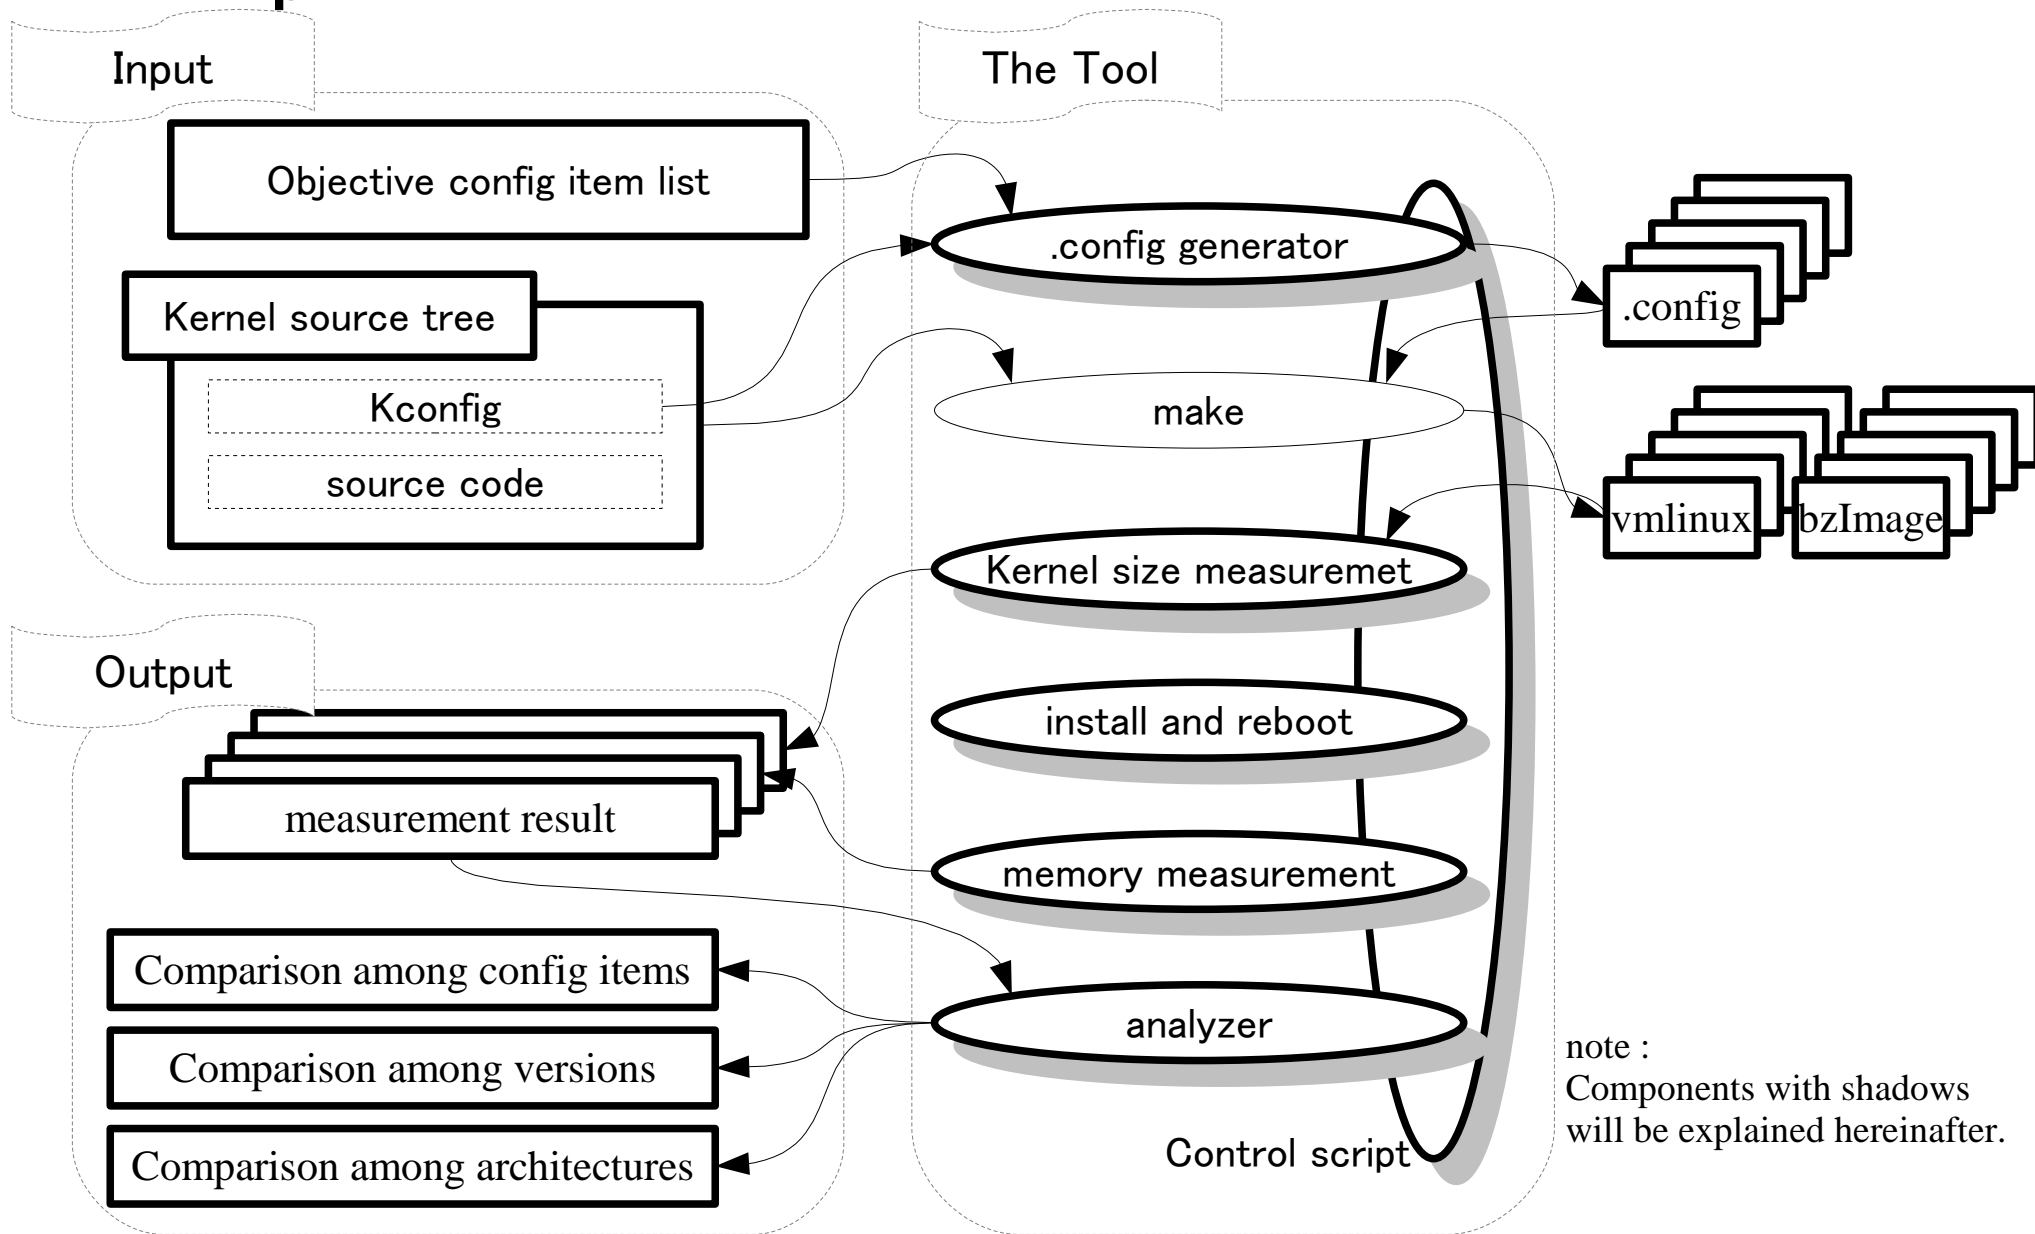 Input
The Tool
Objective config item list
.config generator
Kernel source tree
.config
Kconfig
make
source code
vmlinux
bzImage
Kernel size measuremet
Output
install and reboot
measurement result
memory measurement
Comparison among config items
analyzer
Comparison among versions
Comparison among architectures
Control script
note :
Components with shadows
will be explained hereinafter.